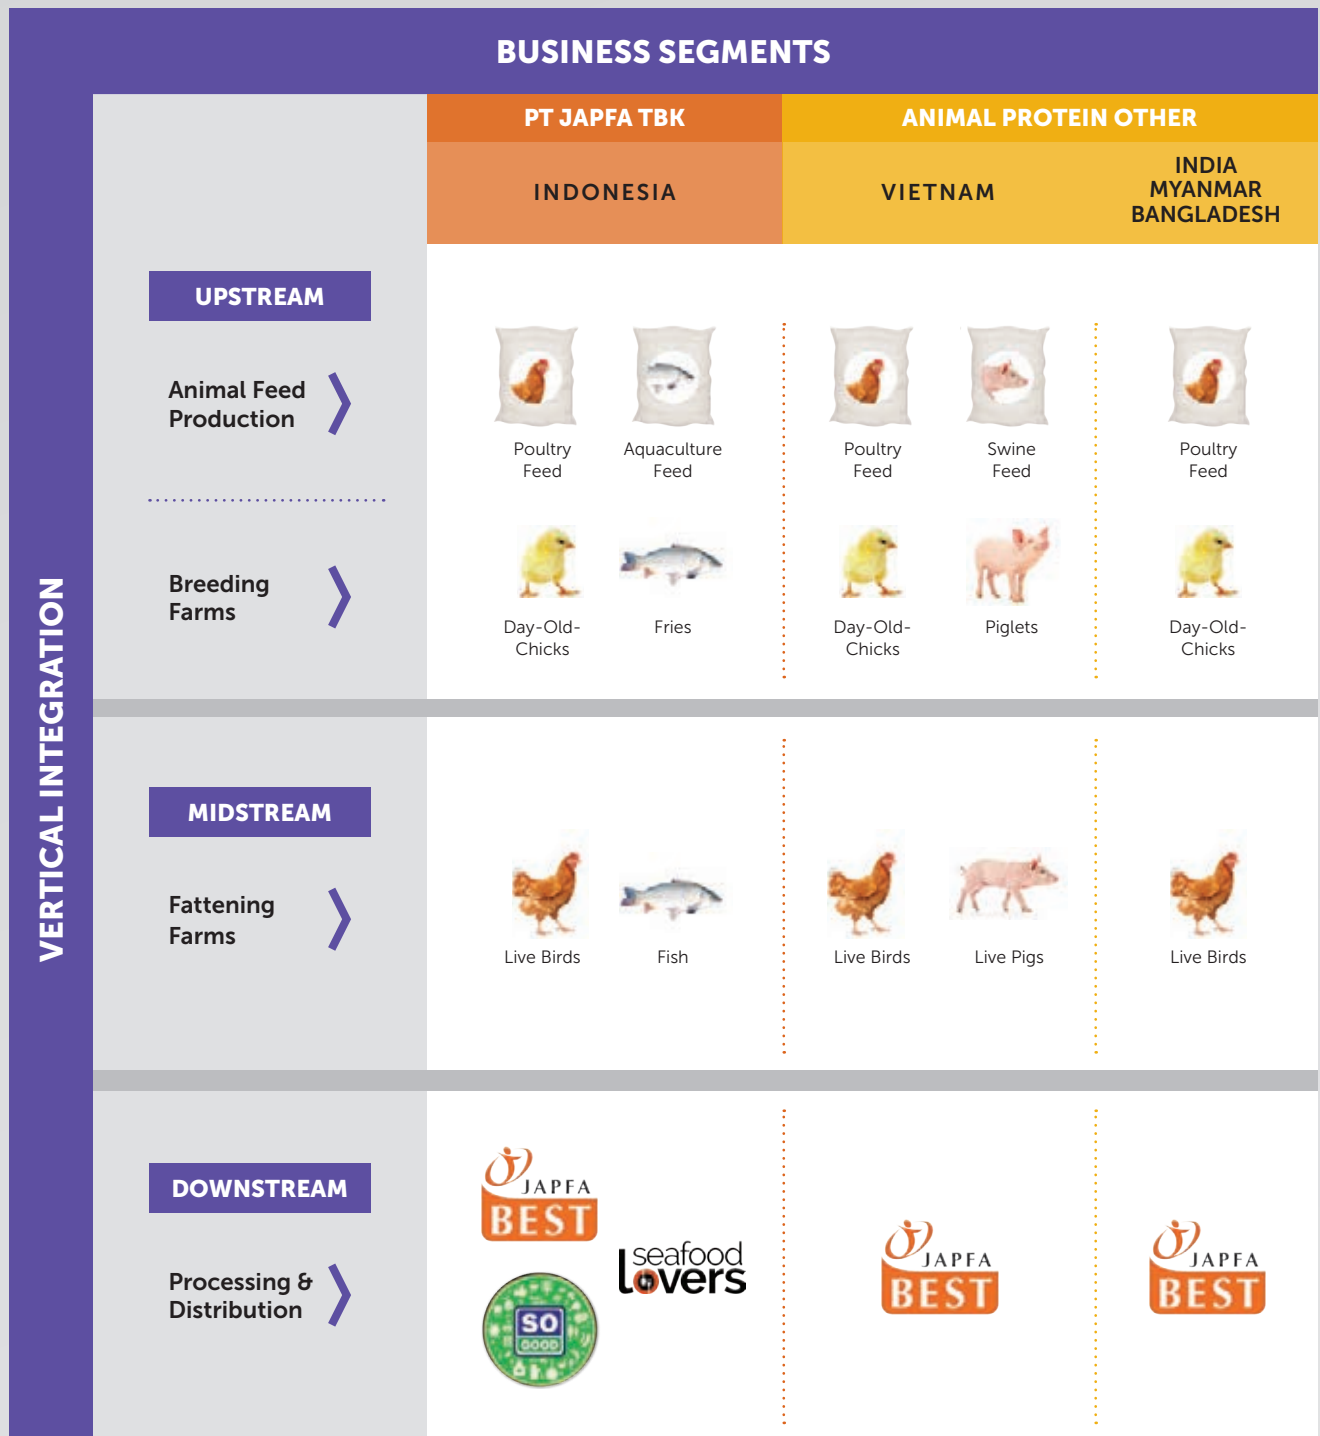 BUSINESS SEGMENTS
PT JAPFA TBK
ANIMAL PROTEIN OTHER
INDONESIA
VIETNAM
INDIA
MYANMAR
BANGLADESH
VERTICAL INTEGRATION
UPSTREAM
Animal Feed
Production
Poultry
Feed
Aquaculture
Feed
Poultry
Feed
Swine
Feed
Poultry
Feed
Breeding
Farms
Day-Old-
Chicks
Fries
Day-Old-
Chicks
Piglets
Day-Old-
Chicks
MIDSTREAM
Fattening
Farms
Live Birds
Fish
Live Birds
Live Pigs
Live Birds
DOWNSTREAM
Processing &
Distribution
JAPFA
BEST
seafood
lovers
SO
GOOD
JAPFA
BEST
JAPFA
BEST